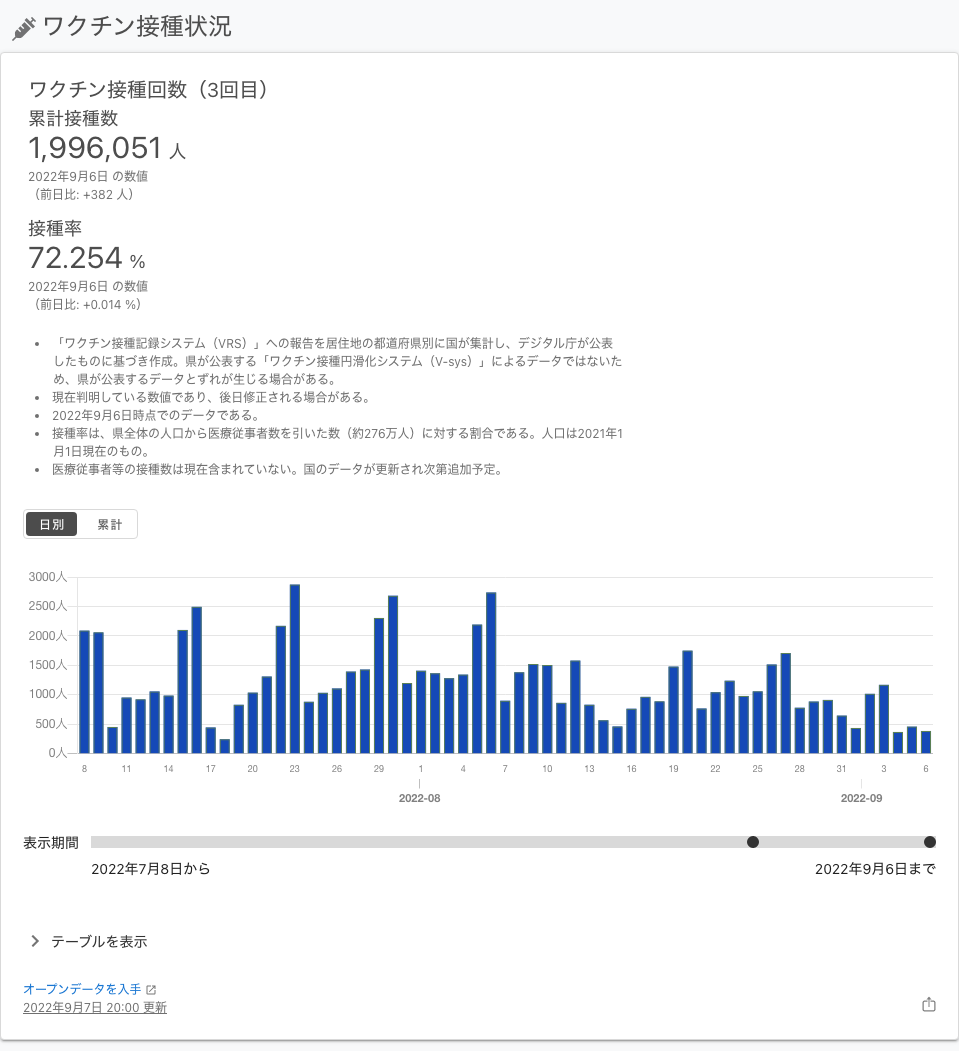 ワクチン接種状況
ワクチン接種回数（3回目）
累計接種数
1,996,051 人
2022年9月6日 の数値
（前日比: +382 人）
接種率
72.254 %
2022年9月6日 の数値
（前日比: +0.014 %）
• 「ワクチン接種記録システム（VRS）」への報告を居住地の都道府県別に国が集計し、デジタル庁が公表
したものに基づき作成。県が公表する「ワクチン接種円滑化システム（V-sys）」によるデータではないた
め、県が公表するデータとずれが生じる場合がある。
• 現在判明している数値であり、後日修正される場合がある。
• 2022年9月6日時点でのデータである。
• 接種率は、県全体の人口から医療従事者数を引いた数（約276万人）に対する割合である。人口は2021年1
月1日現在のもの。
• 医療従事者等の接種数は現在含まれていない。国のデータが更新され次第追加予定。
日別 累計
3000人
2500人
2000人
1500人
1000人
500人
0人
8 11 14 17 20 23 26 29 1 4 7 10 13 16 19 22 25 28 31 3 6
2022-08 2022-09
表示期間
2022年7月8日から 2022年9月6日まで
テーブルを表示
オープンデータを入手
2022年9月7日 20:00 更新